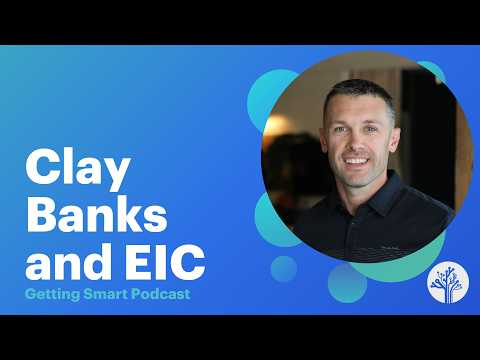 Clay
Banks
and EIC
Getting Smart Podcast